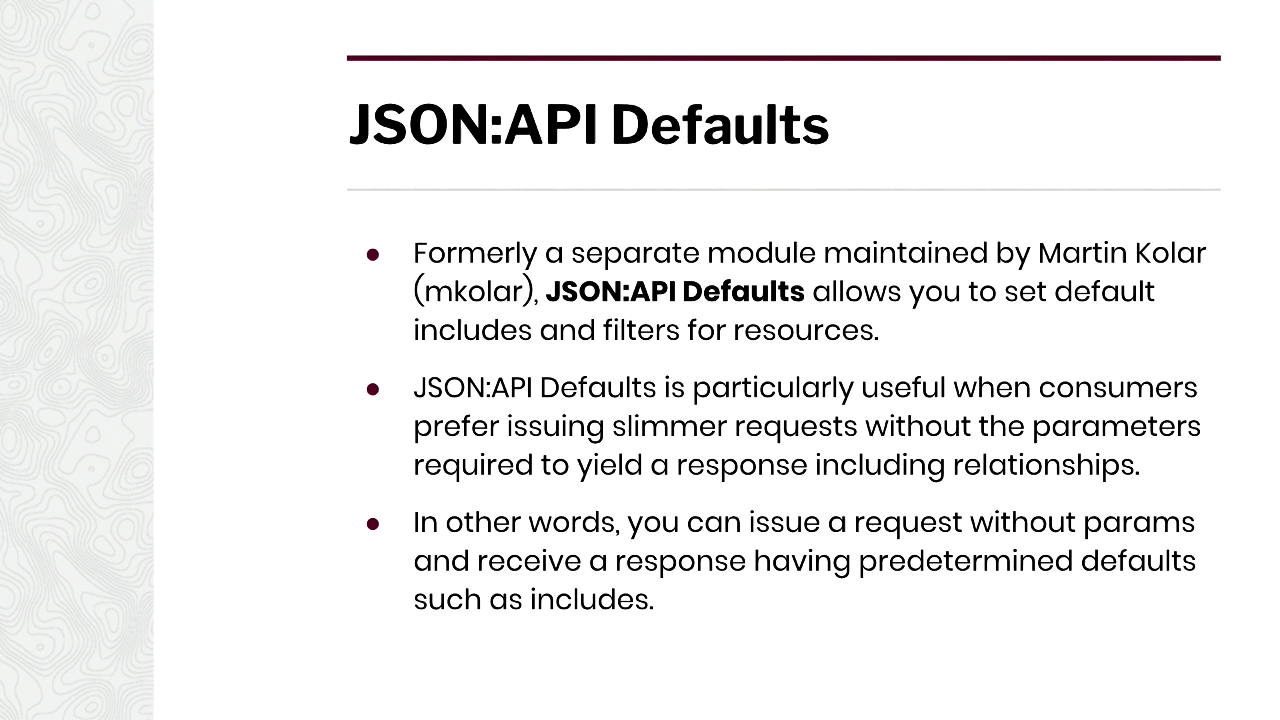 JSON:API Defaults
● Formerly a separate module maintained by Martin Kolar
(mkolar), JSON:API Defaults allows you to set default
includes and filters for resources.
● JSON:API Defaults is particularly useful when consumers
prefer issuing slimmer requests without the parameters
required to yield a response including relationships.
● In other words, you can issue a request without params
and receive a response having predetermined defaults
such as includes.